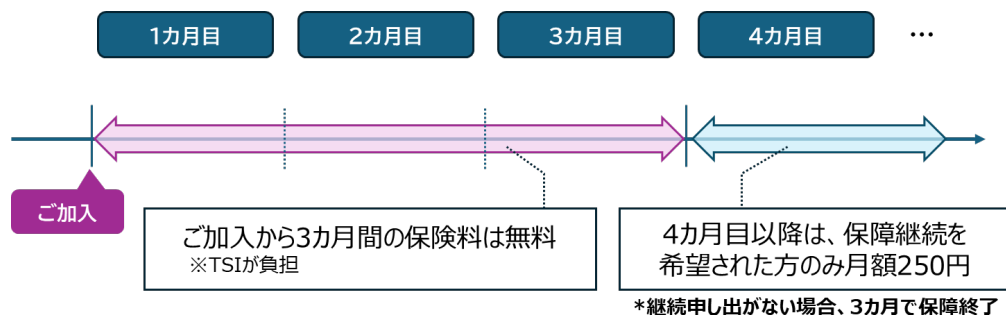 1カ月目 2カ月目 3カ月目 4カ月目 …
ご加入
ご加入から3カ月間の保険料は無料
※TSIが負担
4カ月目以降は、保障継続を
希望された方のみ月額250円
*継続申し出がない場合、3カ月で保障終了